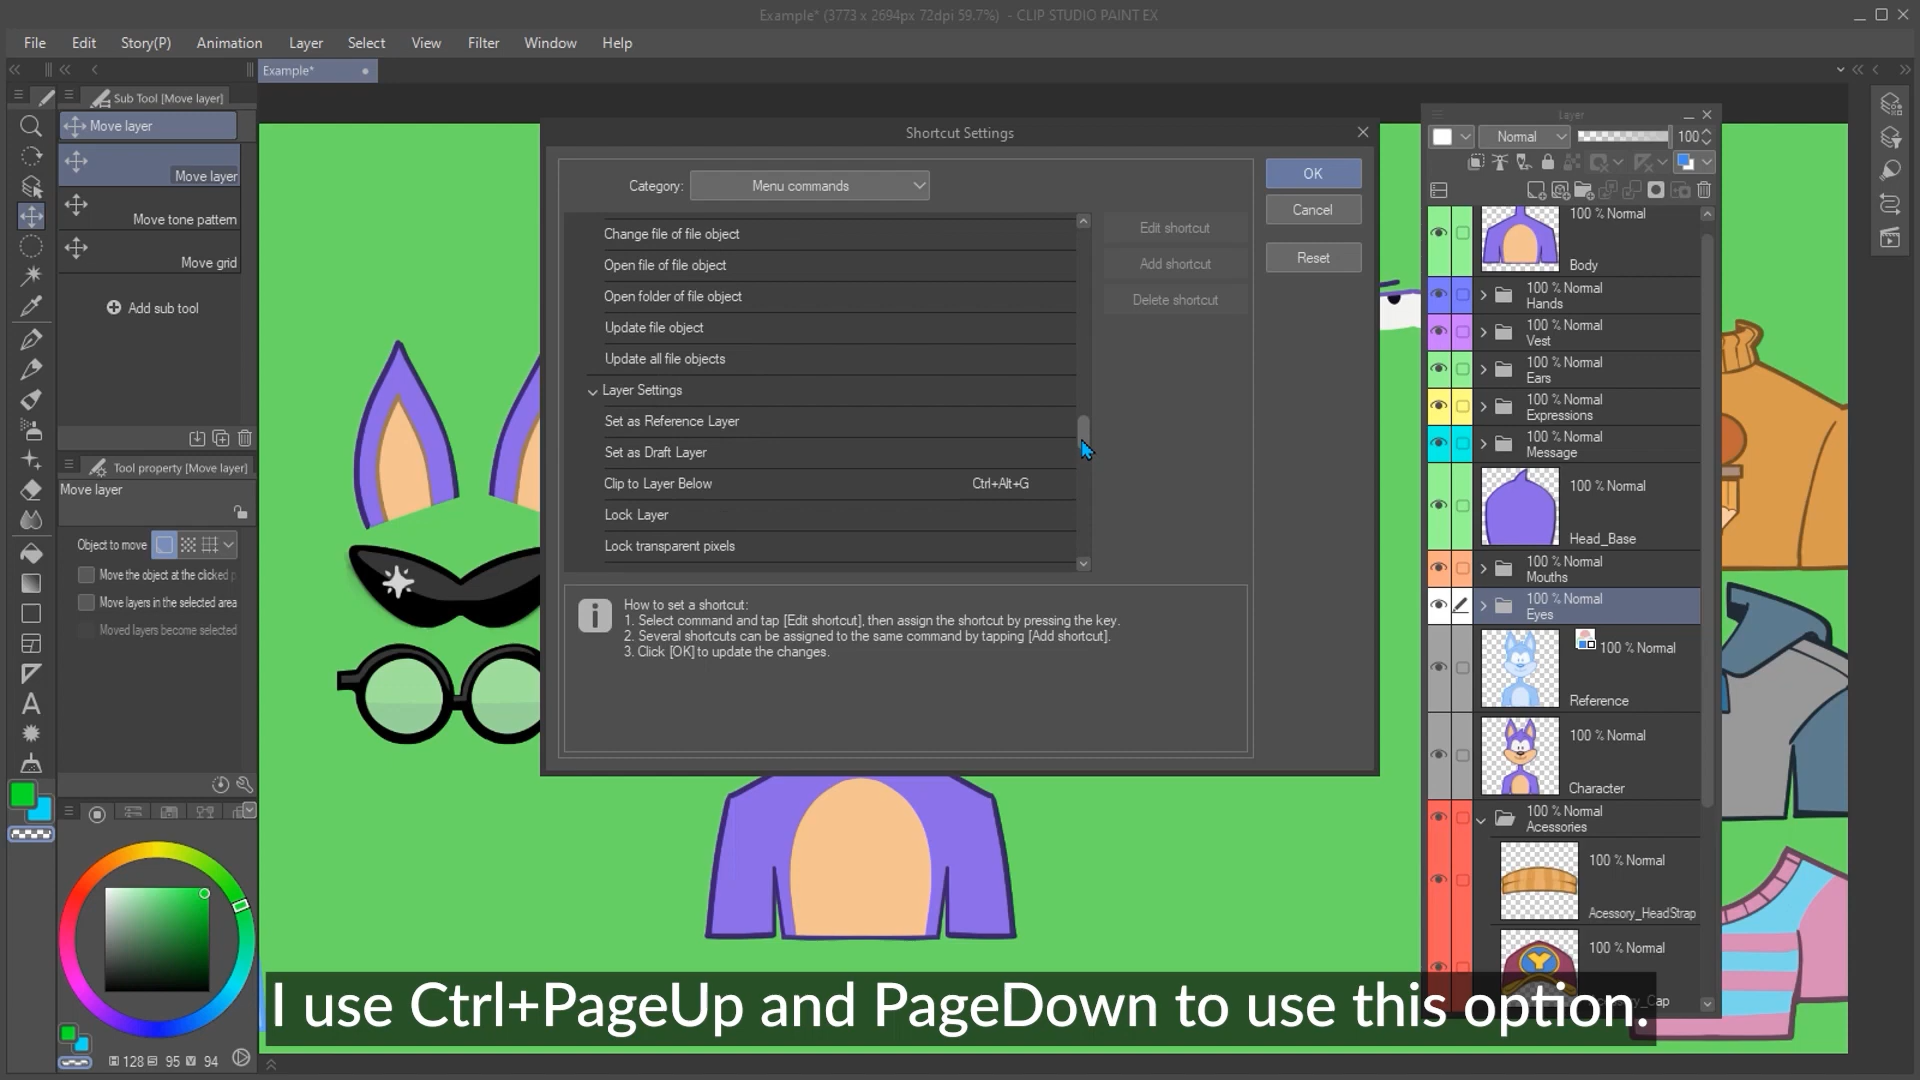 Example* (3773 x 2694px 72dpi 59.7%) - CLIP STUDIO PAINT EX
File Edit Story(P) Animation Layer Select View Filter Window Help
Example*
Sub Tool [Move layer]
Move layer
Move layer
Move tone pattern
Move grid
Add sub tool
Tool property [Move layer]
Move layer
Object to move
Move the object at the clicked p
Move layers in the selected area
Moved layers become selected
H 128 S 95 V 94
Shortcut Settings
Category: Menu commands
Change file of file object
Open file of file object
Open folder of file object
Update file object
Update all file objects
Layer Settings
Set as Reference Layer
Set as Draft Layer
Clip to Layer Below Ctrl+Alt+G
Lock Layer
Lock transparent pixels
Edit shortcut
Add shortcut
Delete shortcut
OK
Cancel
Reset
How to set a shortcut:
1. Select command and tap [Edit shortcut], then assign the shortcut by pressing the key.
2. Several shortcuts can be assigned to the same command by tapping [Add shortcut].
3. Click [OK] to update the changes.
Layer
Normal 100
100 % Normal
Body
100 % Normal
Hands
100 % Normal
Vest
100 % Normal
Ears
100 % Normal
Expressions
100 % Normal
Message
100 % Normal
Head_Base
100 % Normal
Mouths
100 % Normal
Eyes
100 % Normal
Reference
100 % Normal
Character
100 % Normal
Acessories
100 % Normal
Acessory_HeadStrap
100 % Normal
Y
I use Ctrl+PageUp and PageDown to use this option.